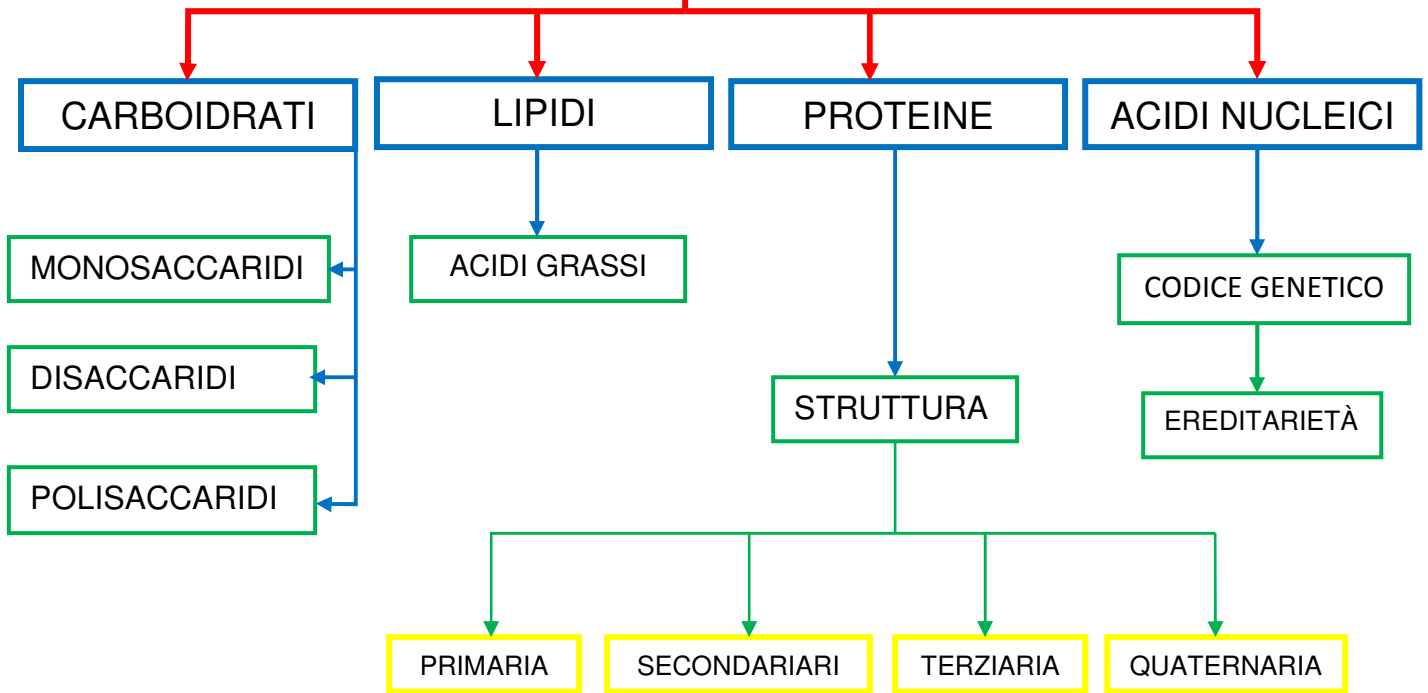 CARBOIDRATI
LIPIDI
PROTEINE
ACIDI NUCLEICI
MONOSACCARIDI
ACIDI GRASSI
CODICE GENETICO
DISACCARIDI
STRUTTURA
EREDITARIETÀ
POLISACCARIDI
PRIMARIA
SECONDARIARI
TERZIARIA
QUATERNARIA